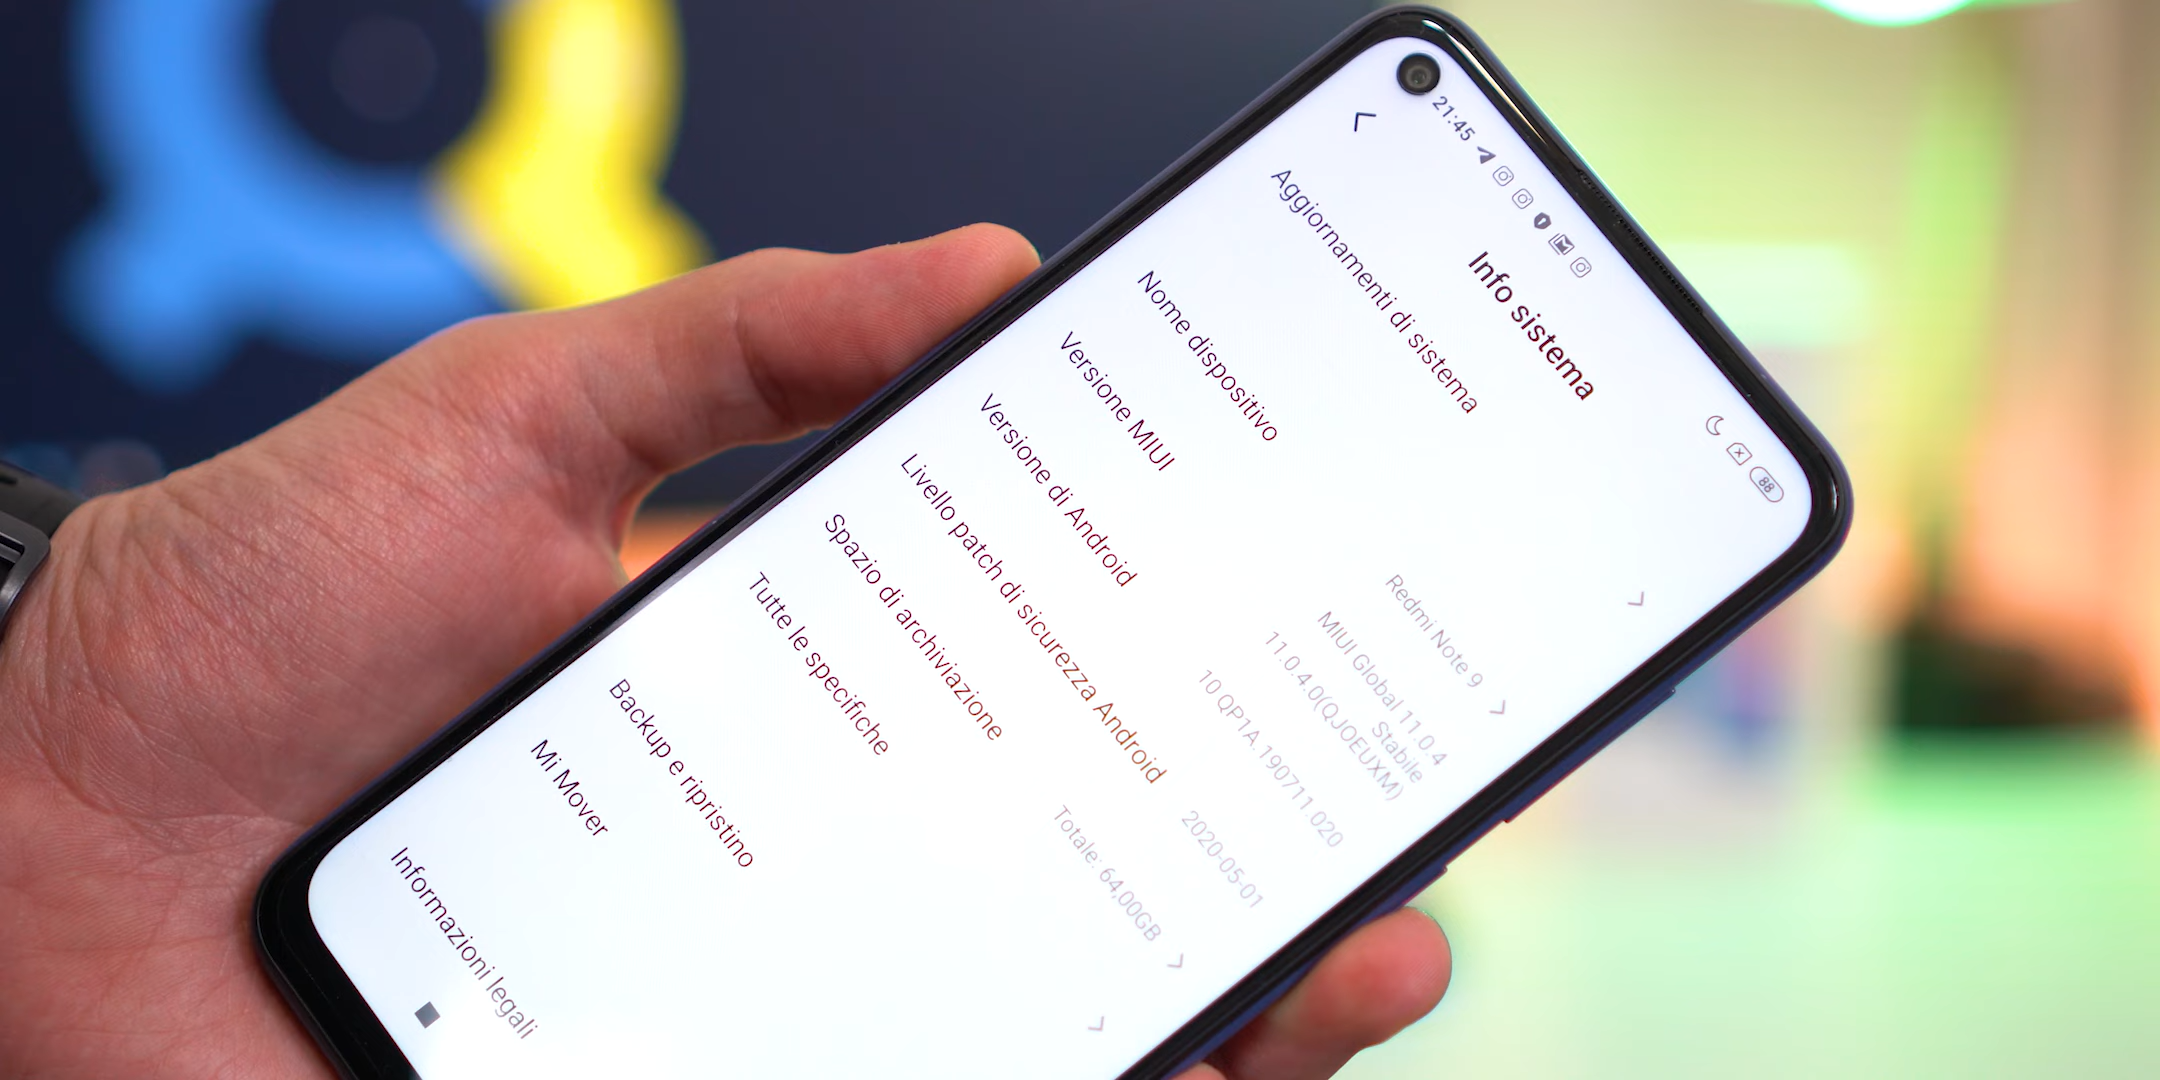 21:45
88
Info sistema
Aggiornamenti di sistema
Nome dispositivo
Redmi Note 9
Versione MIUI
MIUI Global 11.0.4
Stabile
11.0.4.0(QJOEUXM)
Versione di Android
10 QP1A.190711.020
Livello patch di sicurezza Android
2020-05-01
Spazio di archiviazione
Totale: 64,00GB
Tutte le specifiche
Backup e ripristino
Mi Mover
Informazioni legali